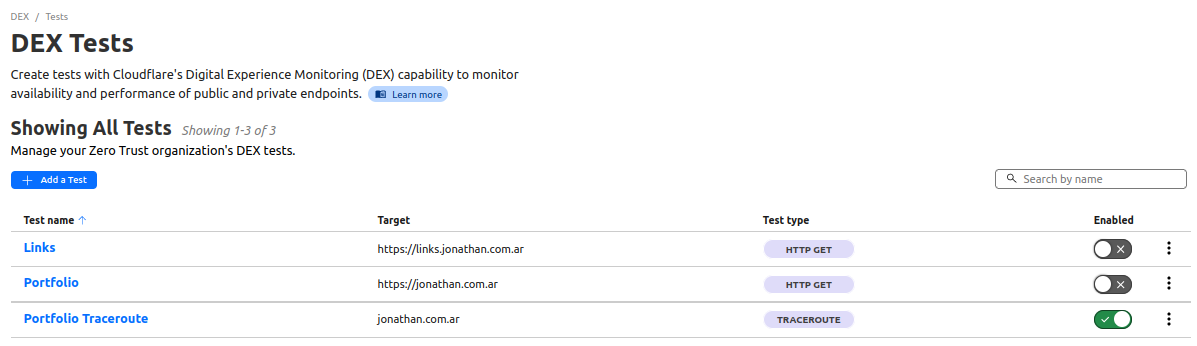 DEX / Tests
DEX Tests
Create tests with Cloudflare's Digital Experience Monitoring (DEX) capability to monitor
availability and performance of public and private endpoints. Learn more
Showing All Tests Showing 1-3 of 3
Manage your Zero Trust organization's DEX tests.
+ Add a Test Search by name
Test name ↑ Target Test type Enabled
Links https://links.jonathan.com.ar HTTP GET
Portfolio https://jonathan.com.ar HTTP GET
Portfolio Traceroute jonathan.com.ar TRACEROUTE